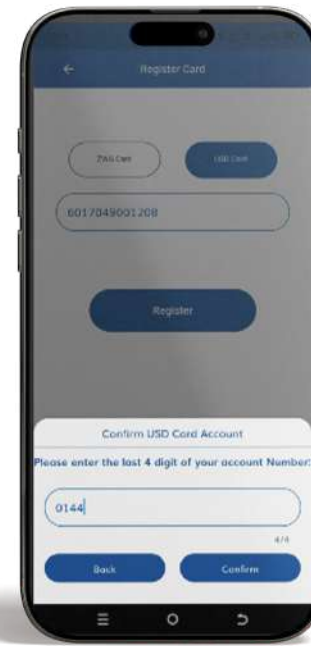 Register Card
ZWG Card
USD Card
6017049001208
Register
Confirm USD Card Account
Please enter the last 4 digit of your account Number:
0144
4/4
Back
Confirm